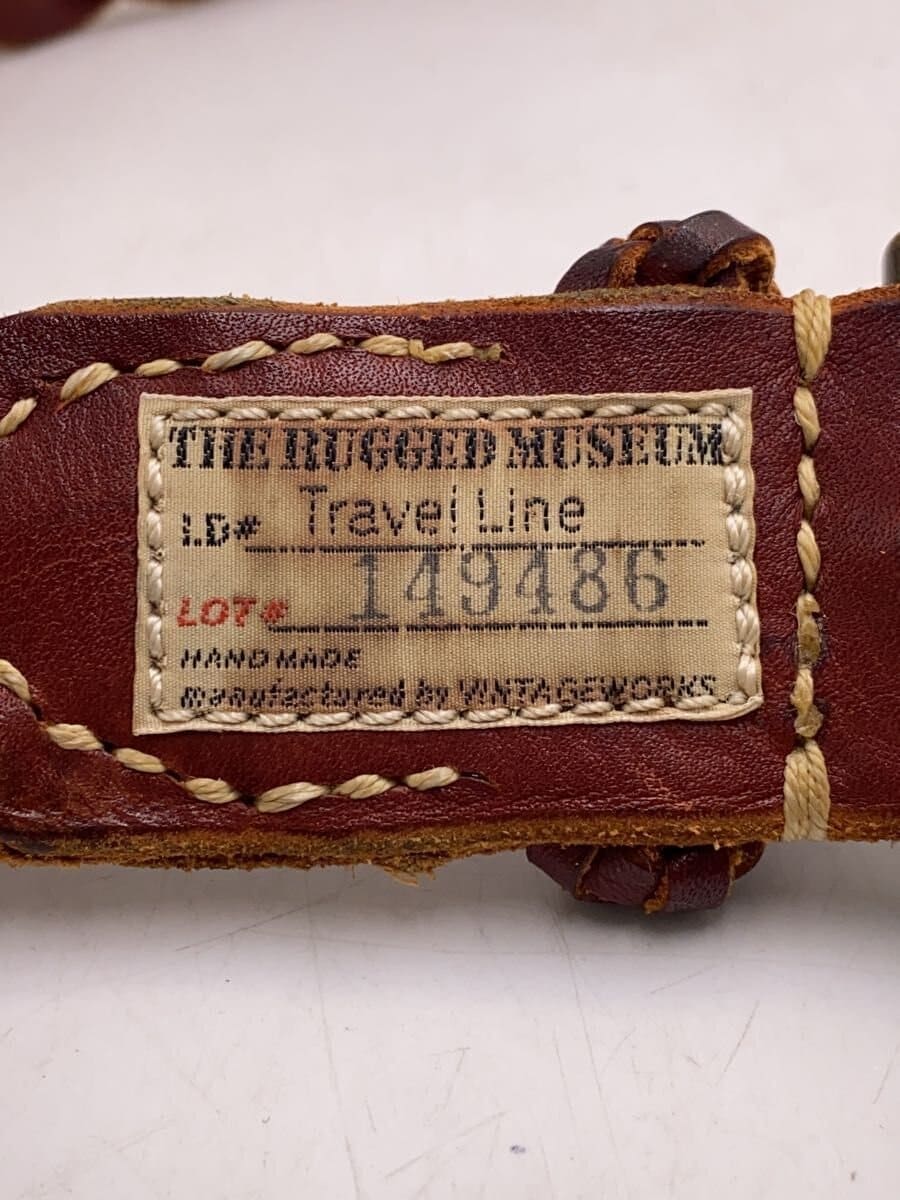 THE RUGGED MUSEUM
I.D# Travel Line
LOT# 149486
HAND MADE
manufactured by VINTAGEWORKS